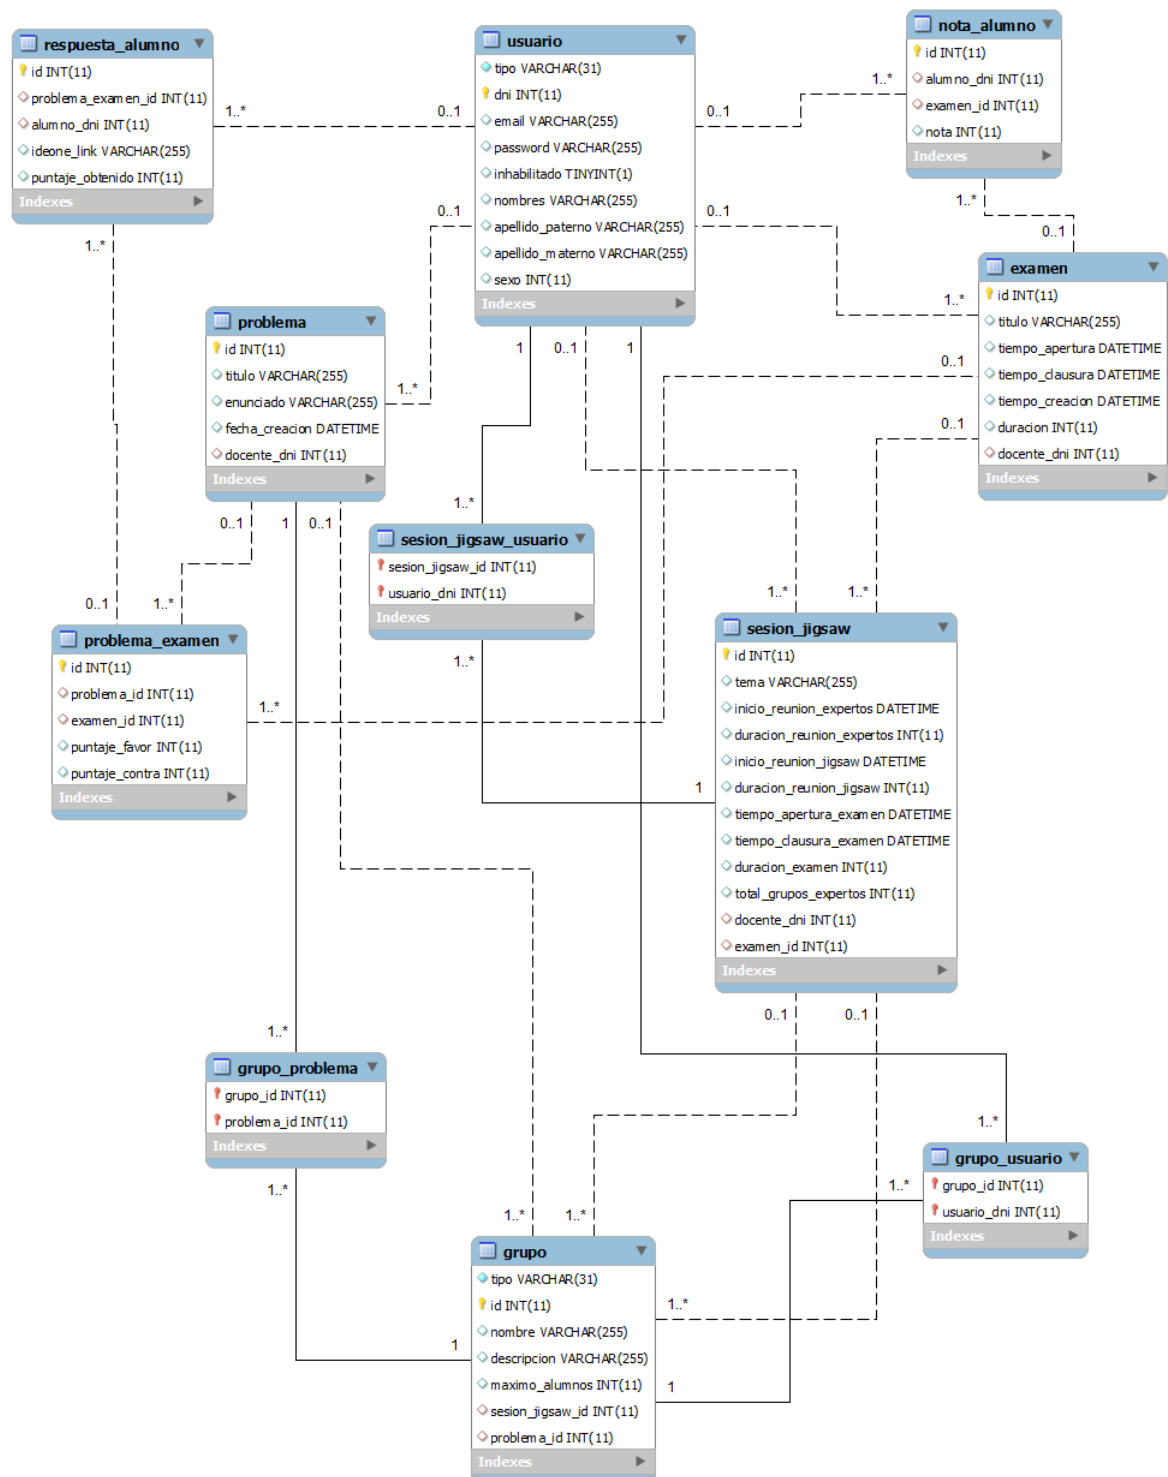 respuesta_alumno
id INT(11)
problema_examen_id INT(11)
alumno_dni INT(11)
ideone_link VARCHAR(255)
puntaje_obtenido INT(11)
Indexes
usuario
tipo VARCHAR(31)
dni INT(11)
email VARCHAR(255)
password VARCHAR(255)
inhabilitado TINYINT(1)
nombres VARCHAR(255)
apellido_paterno VARCHAR(255)
apellido_materno VARCHAR(255)
sexo INT(11)
Indexes
nota_alumno
id INT(11)
alumno_dni INT(11)
examen_id INT(11)
nota INT(11)
Indexes
1..*
0..1
0..1
1..*
1..*
0..1
0..1
0..1
1..*
0..1
examen
id INT(11)
titulo VARCHAR(255)
tiempo_apertura DATETIME
tiempo_clausura DATETIME
tiempo_creacion DATETIME
duracion INT(11)
docente_dni INT(11)
Indexes
1..*
0..1
0..1
problema
id INT(11)
titulo VARCHAR(255)
enunciado VARCHAR(255)
fecha_creacion DATETIME
docente_dni INT(11)
Indexes
1..*
1
0..1
1
0..1
1
0..1
1..*
sesion_jigsaw_usuario
sesion_jigsaw_id INT(11)
usuario_dni INT(11)
Indexes
1..*
0..1
1..*
1..*
1..*
problema_examen
id INT(11)
problema_id INT(11)
examen_id INT(11)
puntaje_favor INT(11)
puntaje_contra INT(11)
Indexes
1..*
sesion_jigsaw
id INT(11)
tema VARCHAR(255)
inicio_reunion_expertos DATETIME
duracion_reunion_expertos INT(11)
inicio_reunion_jigsaw DATETIME
duracion_reunion_jigsaw INT(11)
tiempo_apertura_examen DATETIME
tiempo_clausura_examen DATETIME
duracion_examen INT(11)
total_grupos_expertos INT(11)
docente_dni INT(11)
examen_id INT(11)
Indexes
1
0..1
0..1
1..*
grupo_problema
grupo_id INT(11)
problema_id INT(11)
Indexes
1..*
1..*
grupo_usuario
grupo_id INT(11)
usuario_dni INT(11)
Indexes
1..*
1..*
1..*
grupo
tipo VARCHAR(31)
id INT(11)
nombre VARCHAR(255)
descripcion VARCHAR(255)
maximo_alumnos INT(11)
sesion_jigsaw_id INT(11)
problema_id INT(11)
Indexes
1..*
1
1